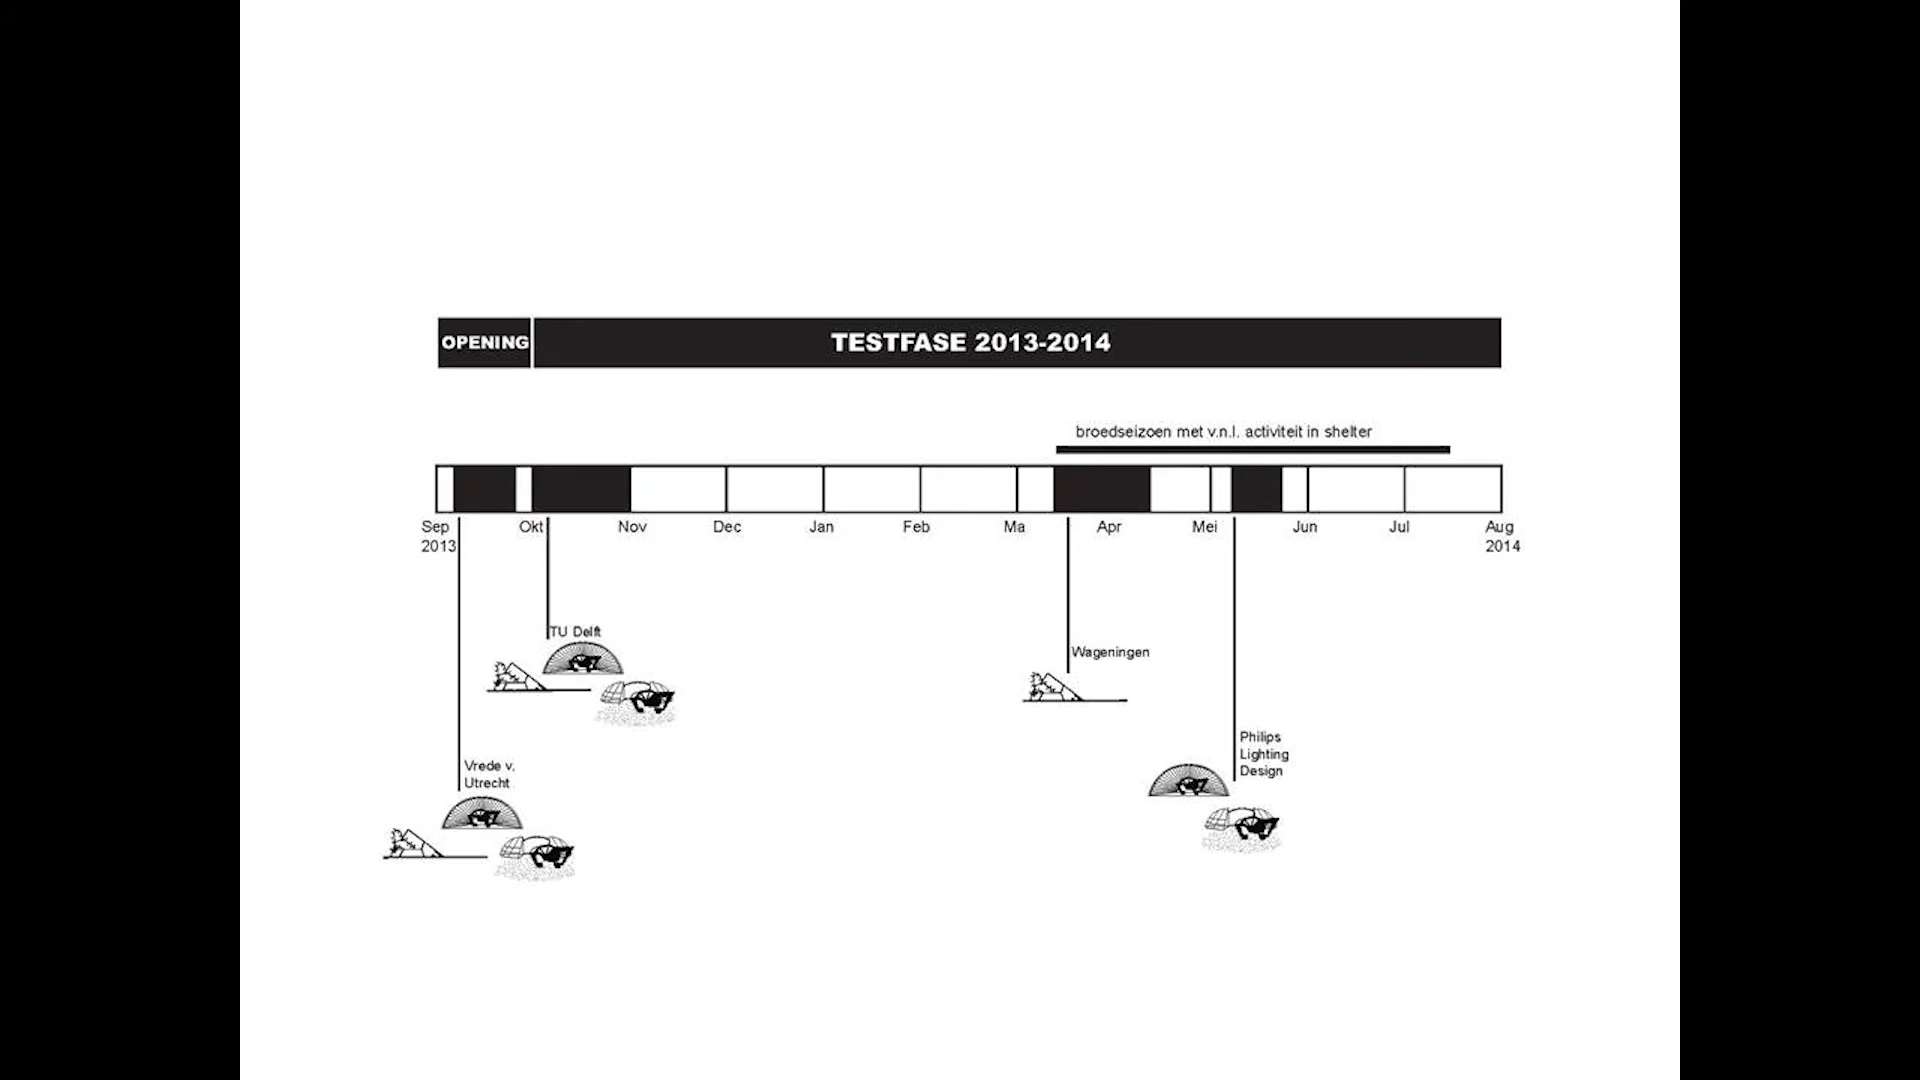 OPENING
TESTFASE 2013-2014
broedseizoen met v.n.l. activiteit in shelter
Sep
2013
Okt
Nov
Dec
Jan
Feb
Ma
Apr
Mei
Jun
Jul
Aug
2014
TU Delft
Wageningen
Philips
Lighting
Design
Vrede v.
Utrecht